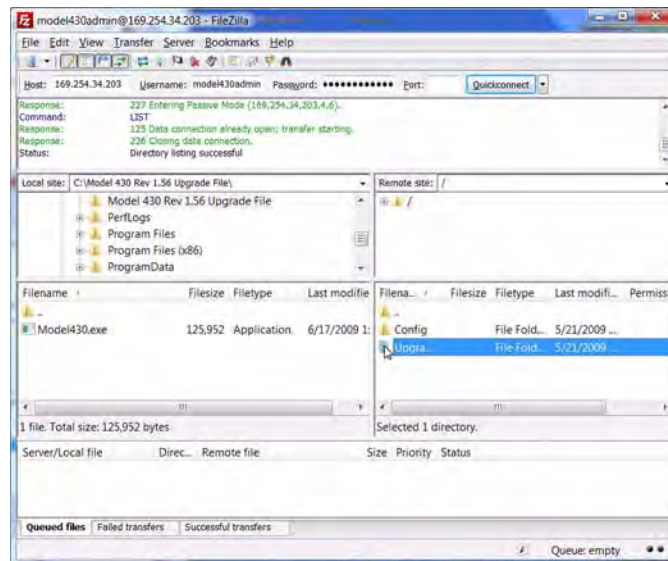 model430admin@169.254.34.203 - FileZilla
File Edit View Transfer Server Bookmarks Help
Host: 169.254.34.203 Username: model430admin Password: ●●●●●●●●●●●● Port: Quickconnect
Response: 227 Entering Passive Mode (169,254,34,203,4,6).
Command: LIST
Response: 125 Data connection already open; transfer starting.
Response: 226 Closing data connection.
Status: Directory listing successful
Local site: C:\Model 430 Rev 1.56 Upgrade File\ Remote site: /
Model 430 Rev 1.56 Upgrade File /
PerfLogs
Program Files
Program Files (x86)
ProgramData
Filename Filesize Filetype Last modifie Filena... Filesize Filetype Last modifi... Permiss
.. ..
Model430.exe 125,952 Application 6/17/2009 1: Config File Fold... 5/21/2009 ...
Upgra... File Fold... 5/21/2009 ...
1 file. Total size: 125,952 bytes Selected 1 directory.
Server/Local file Direc... Remote file Size Priority Status
Queued files Failed transfers Successful transfers
Queue: empty